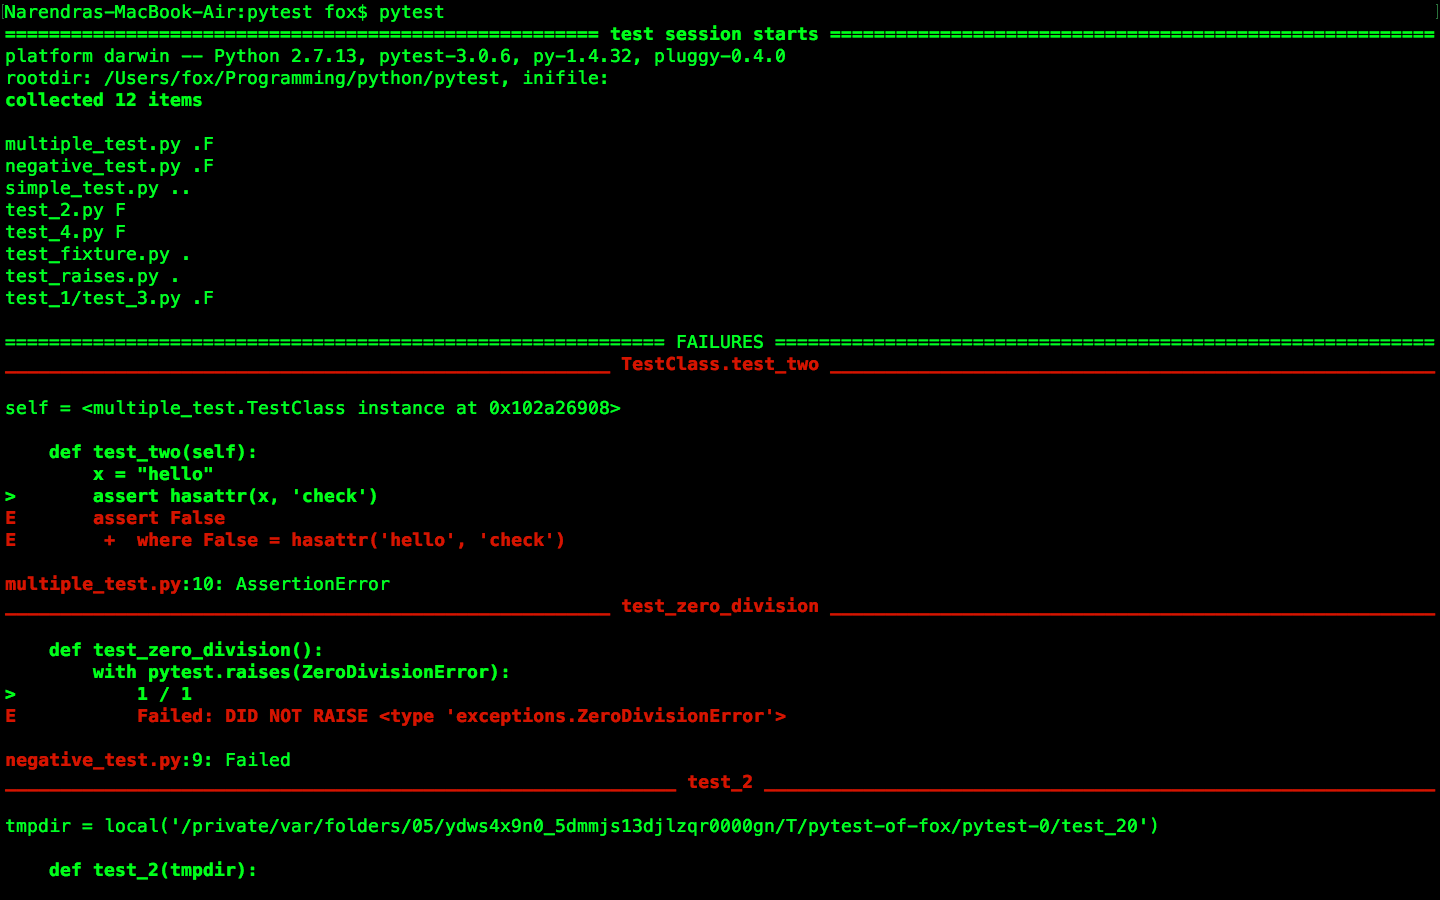 Narendras-MacBook-Air:pytest fox$ pytest
====================================================== test session starts =======================================================
platform darwin -- Python 2.7.13, pytest-3.0.6, py-1.4.32, pluggy-0.4.0
rootdir: /Users/fox/Programming/python/pytest, inifile:
collected 12 items
multiple_test.py .F
negative_test.py .F
simple_test.py ..
test_2.py F
test_4.py F
test_fixture.py .
test_raises.py .
test_1/test_3.py .F
============================================================ FAILURES ============================================================
_______________________________________________________ TestClass.test_two _______________________________________________________
self = <multiple_test.TestClass instance at 0x102a26908>
    def test_two(self):
        x = "hello"
>       assert hasattr(x, 'check')
E       assert False
E        +  where False = hasattr('hello', 'check')
multiple_test.py:10: AssertionError
_______________________________________________________ test_zero_division _______________________________________________________
    def test_zero_division():
        with pytest.raises(ZeroDivisionError):
>           1 / 1
E           Failed: DID NOT RAISE <type 'exceptions.ZeroDivisionError'>
negative_test.py:9: Failed
_____________________________________________________________ test_2 _____________________________________________________________
tmpdir = local('/private/var/folders/05/ydws4x9n0_5dmmjs13djlzqr0000gn/T/pytest-of-fox/pytest-0/test_20')
    def test_2(tmpdir):